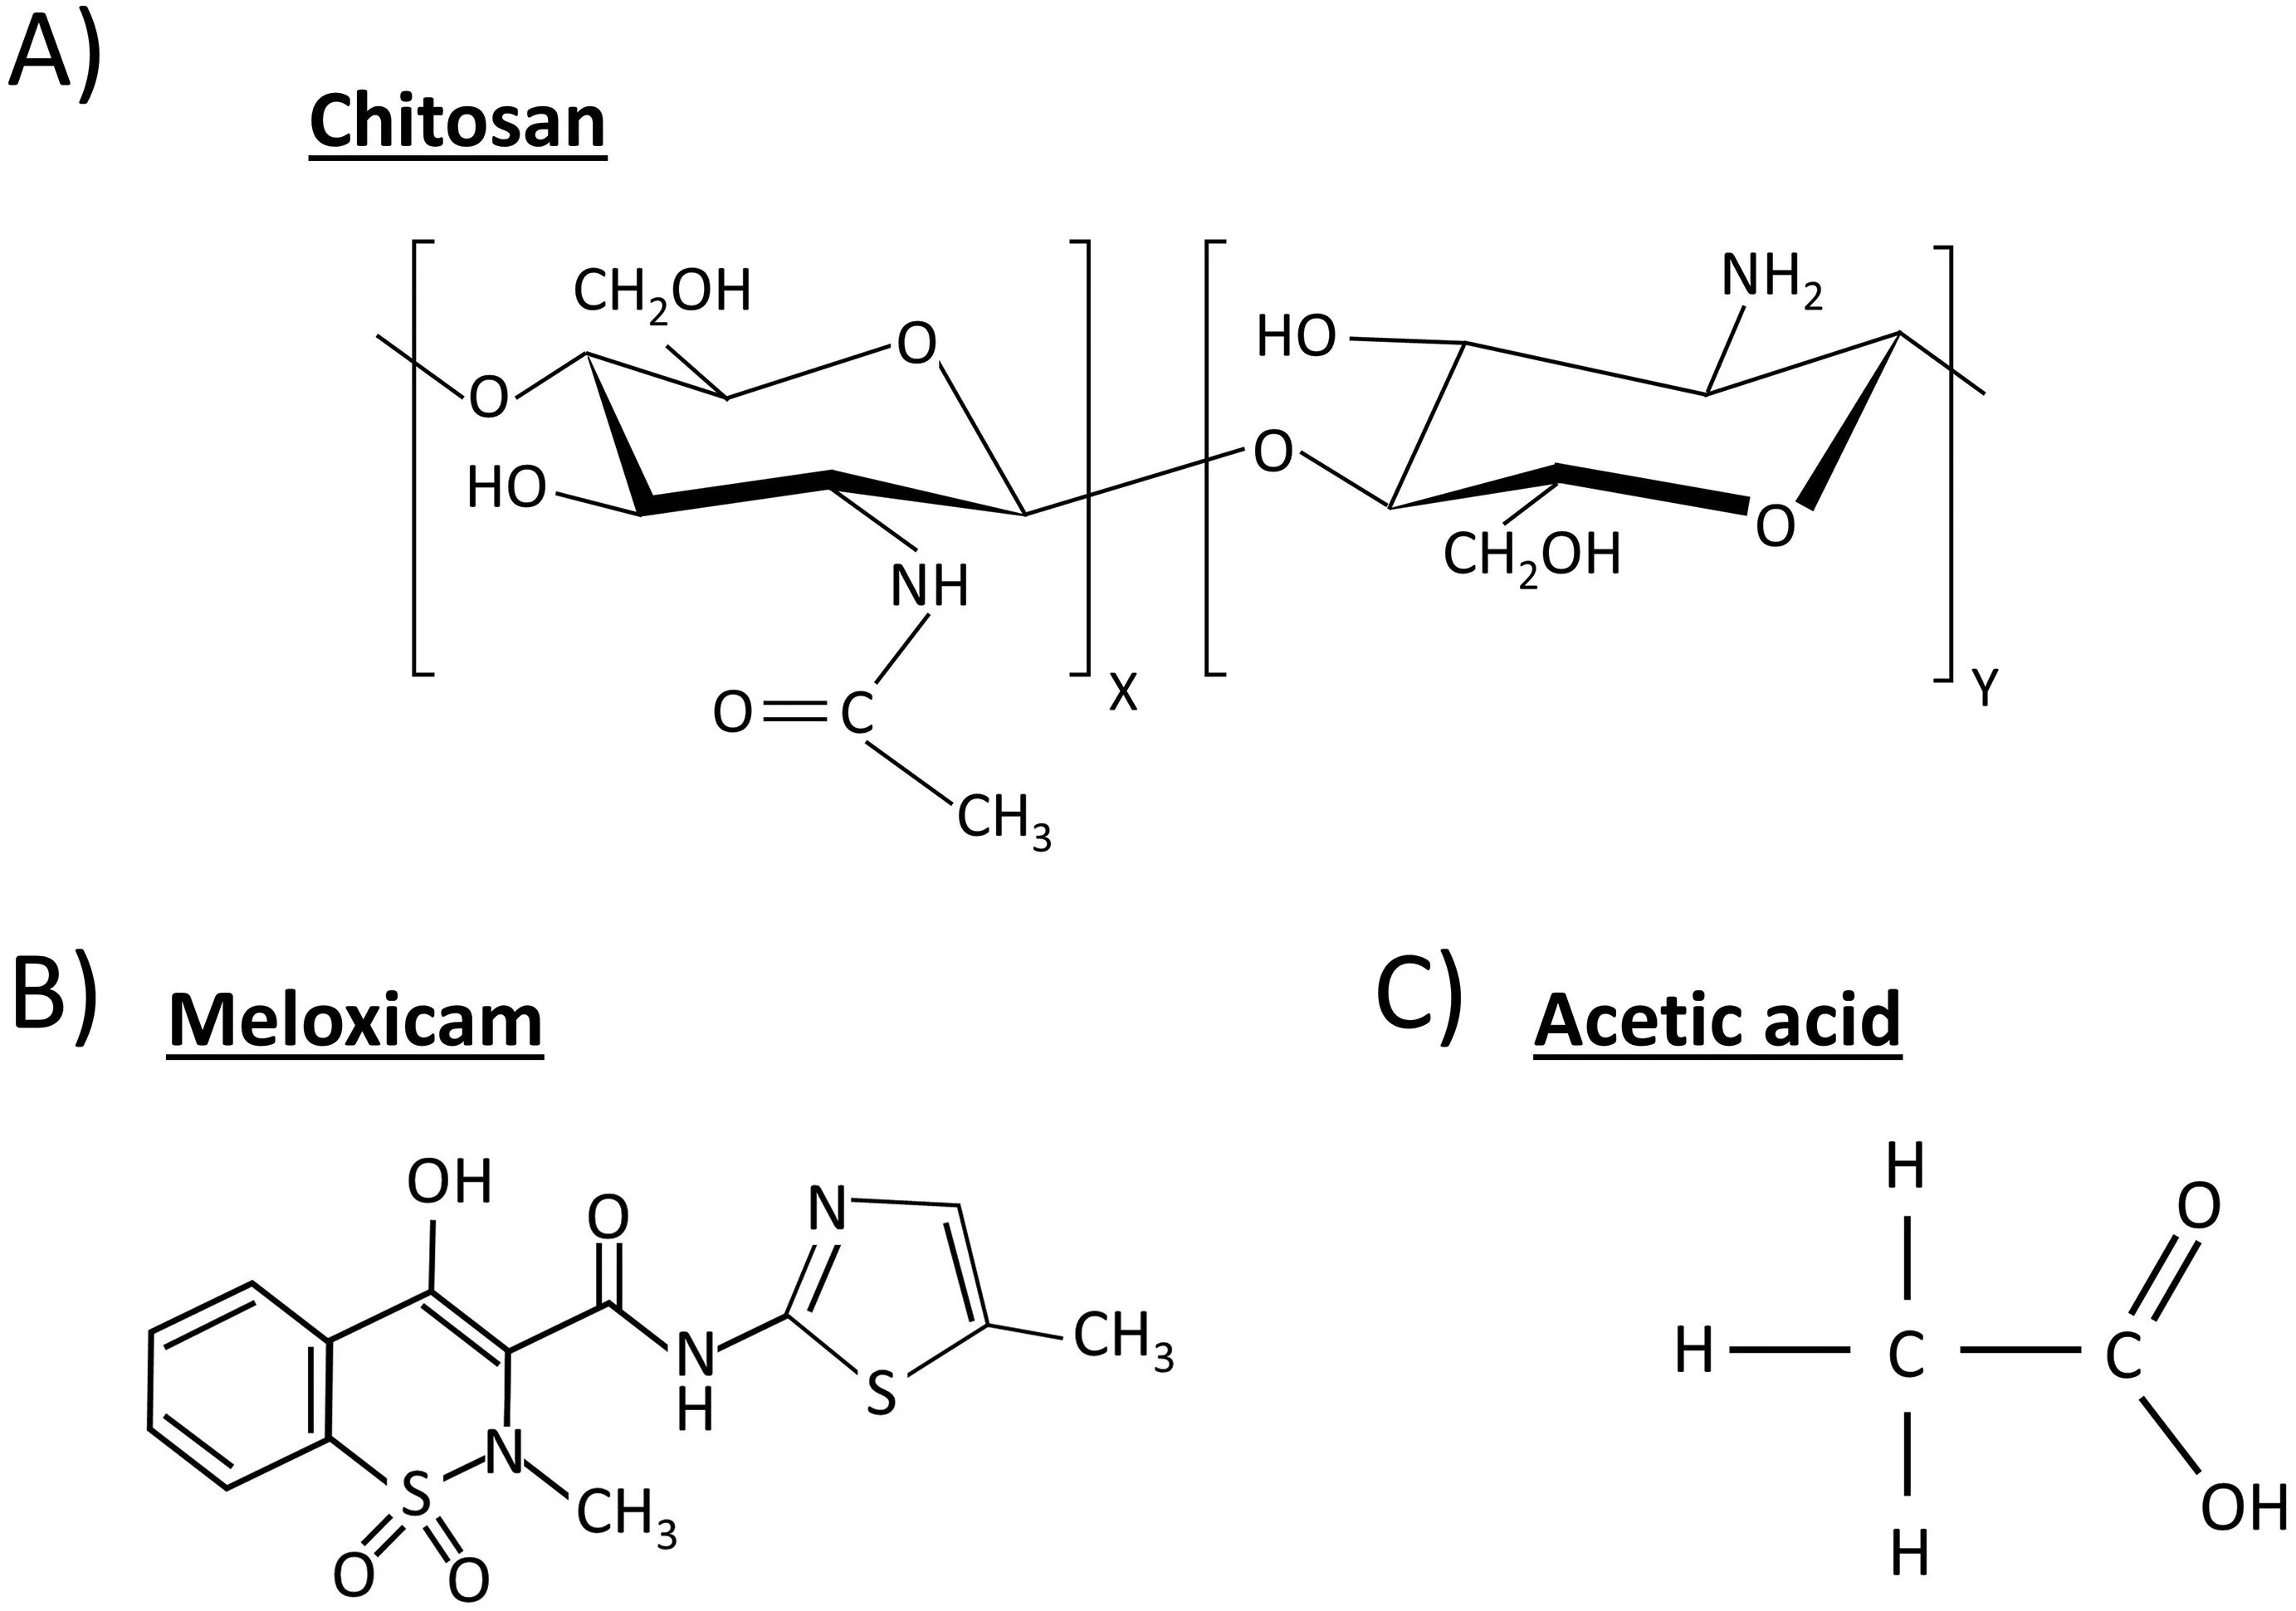 A)
Chitosan
CH2OH
O
O
HO
NH
O
C
CH3
X
HO
NH2
O
O
CH2OH
Y
B)
Meloxicam
OH
O
N
N
H
S
CH3
N
S
CH3
O
O
C)
Acetic acid
H
O
H
C
C
OH
H